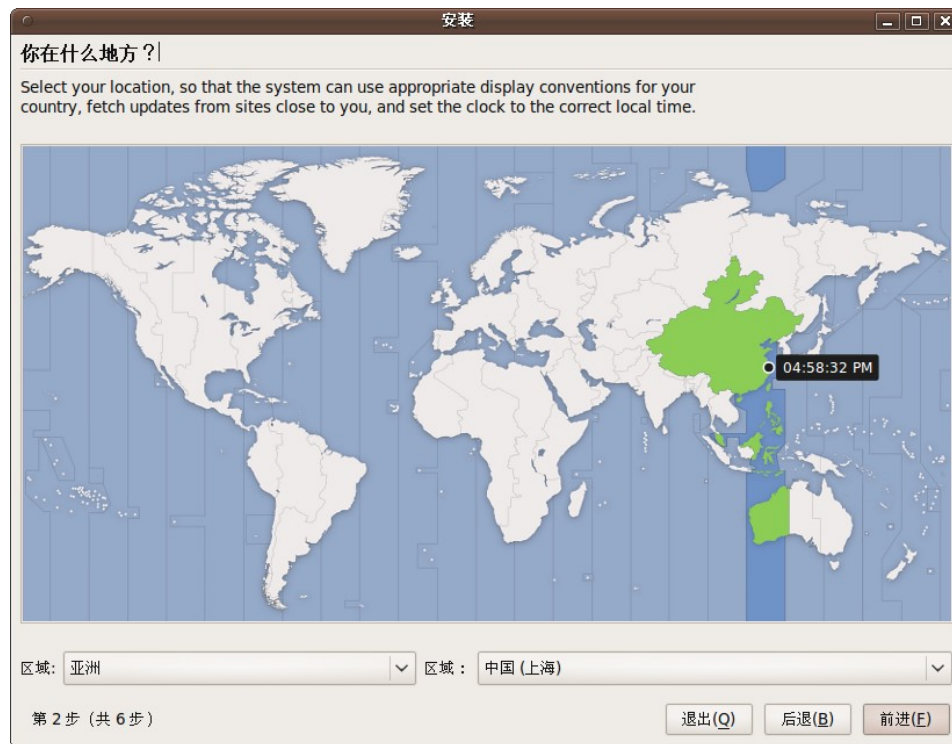 安装
你在什么地方？
Select your location, so that the system can use appropriate display conventions for your
country, fetch updates from sites close to you, and set the clock to the correct local time.
04:58:32 PM
区域: 亚洲 区域： 中国 (上海)
第 2 步（共 6 步） 退出(Q) 后退(B) 前进(F)